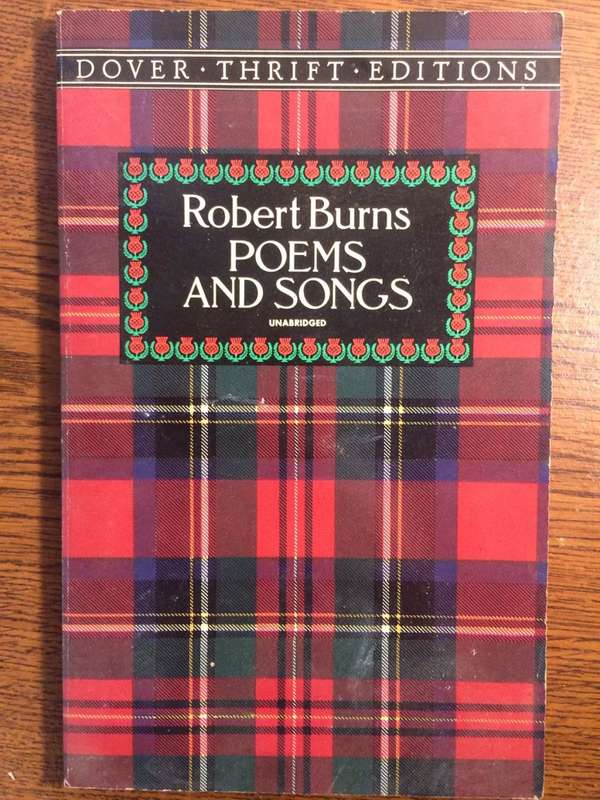 DOVER · THRIFT · EDITIONS
Robert Burns
POEMS
AND SONGS
UNABRIDGED